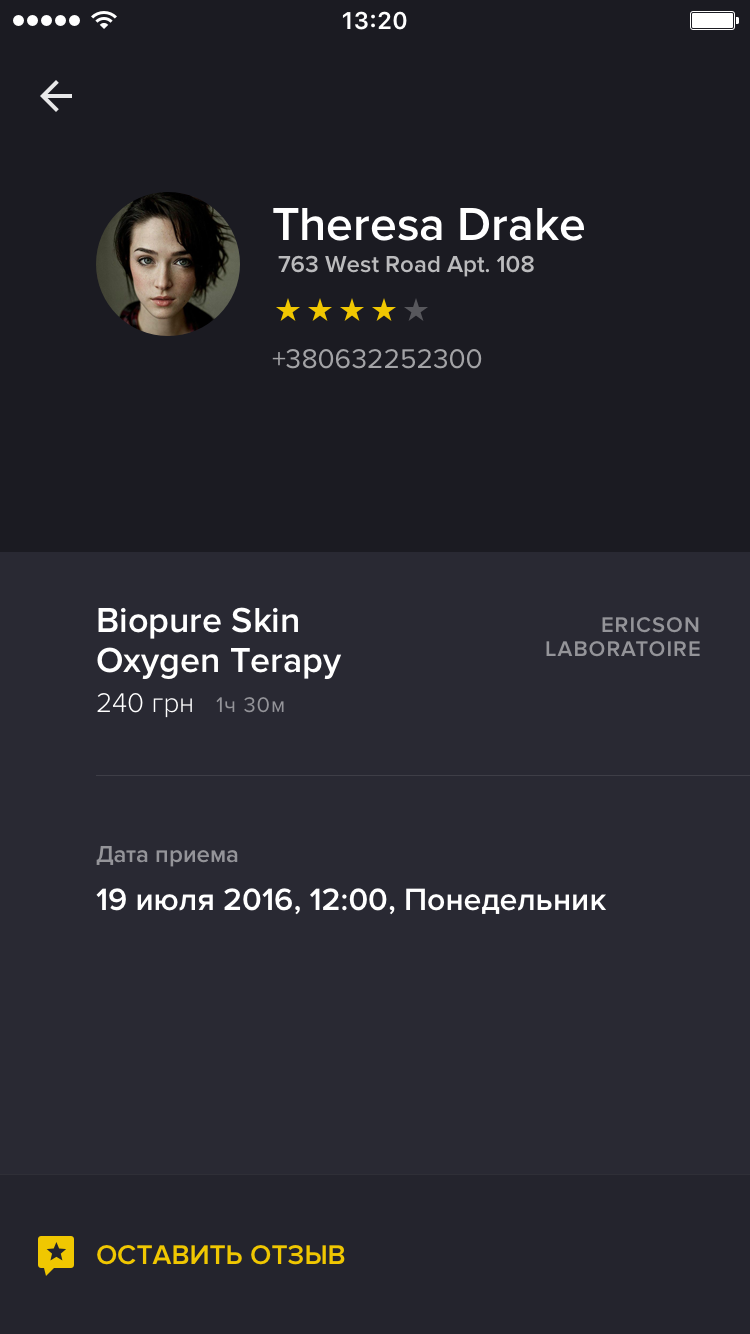 13:20
Theresa Drake
763 West Road Apt. 108
+380632252300
Biopure Skin
Oxygen Terapy
ERICSON
LABORATOIRE
240 грн 1ч 30м
Дата приема
19 июля 2016, 12:00, Понедельник
ОСТАВИТЬ ОТЗЫВ